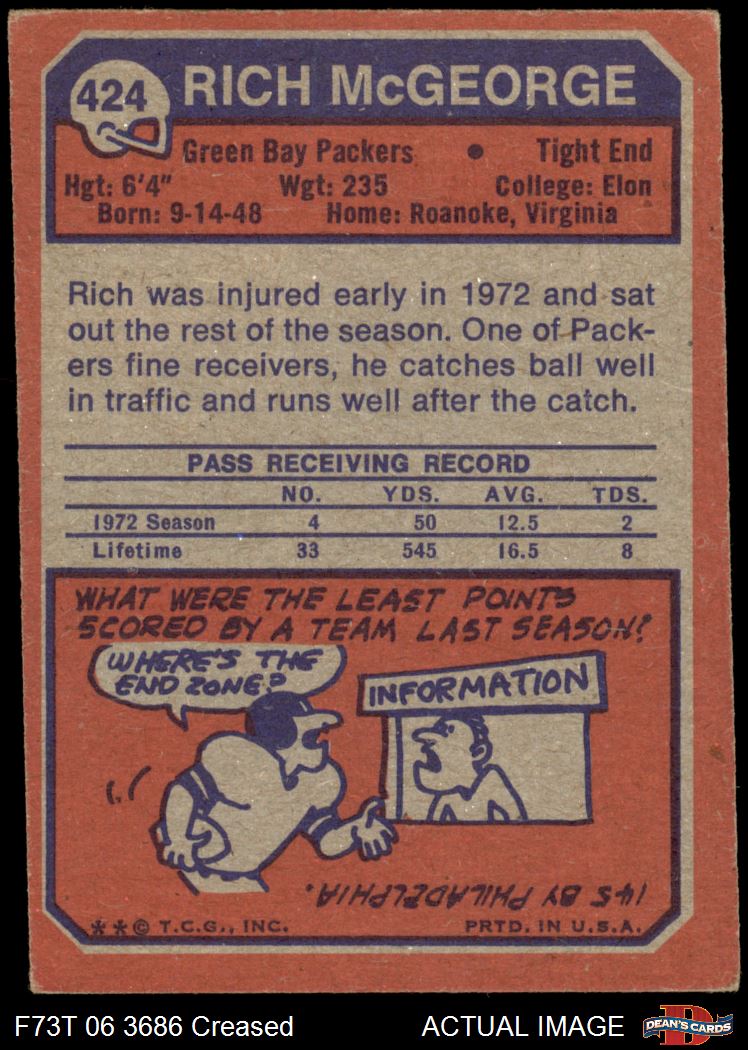 424 RICH McGEORGE
Green Bay Packers • Tight End
Hgt: 6'4" Wgt: 235 College: Elon
Born: 9-14-48 Home: Roanoke, Virginia
Rich was injured early in 1972 and sat
out the rest of the season. One of Pack-
ers fine receivers, he catches ball well
in traffic and runs well after the catch.
PASS RECEIVING RECORD
NO. YDS. AVG. TDS.
1972 Season 4 50 12.5 2
Lifetime 33 545 16.5 8
WHAT WERE THE LEAST POINTS
SCORED BY A TEAM LAST SEASON?
WHERE'S THE
END ZONE?
INFORMATION
145 BY PHILADELPHIA.
**© T.C.G., INC. PRTD. IN U.S.A.
F73T 06 3686 Creased ACTUAL IMAGE
D
DEAN'S CARDS